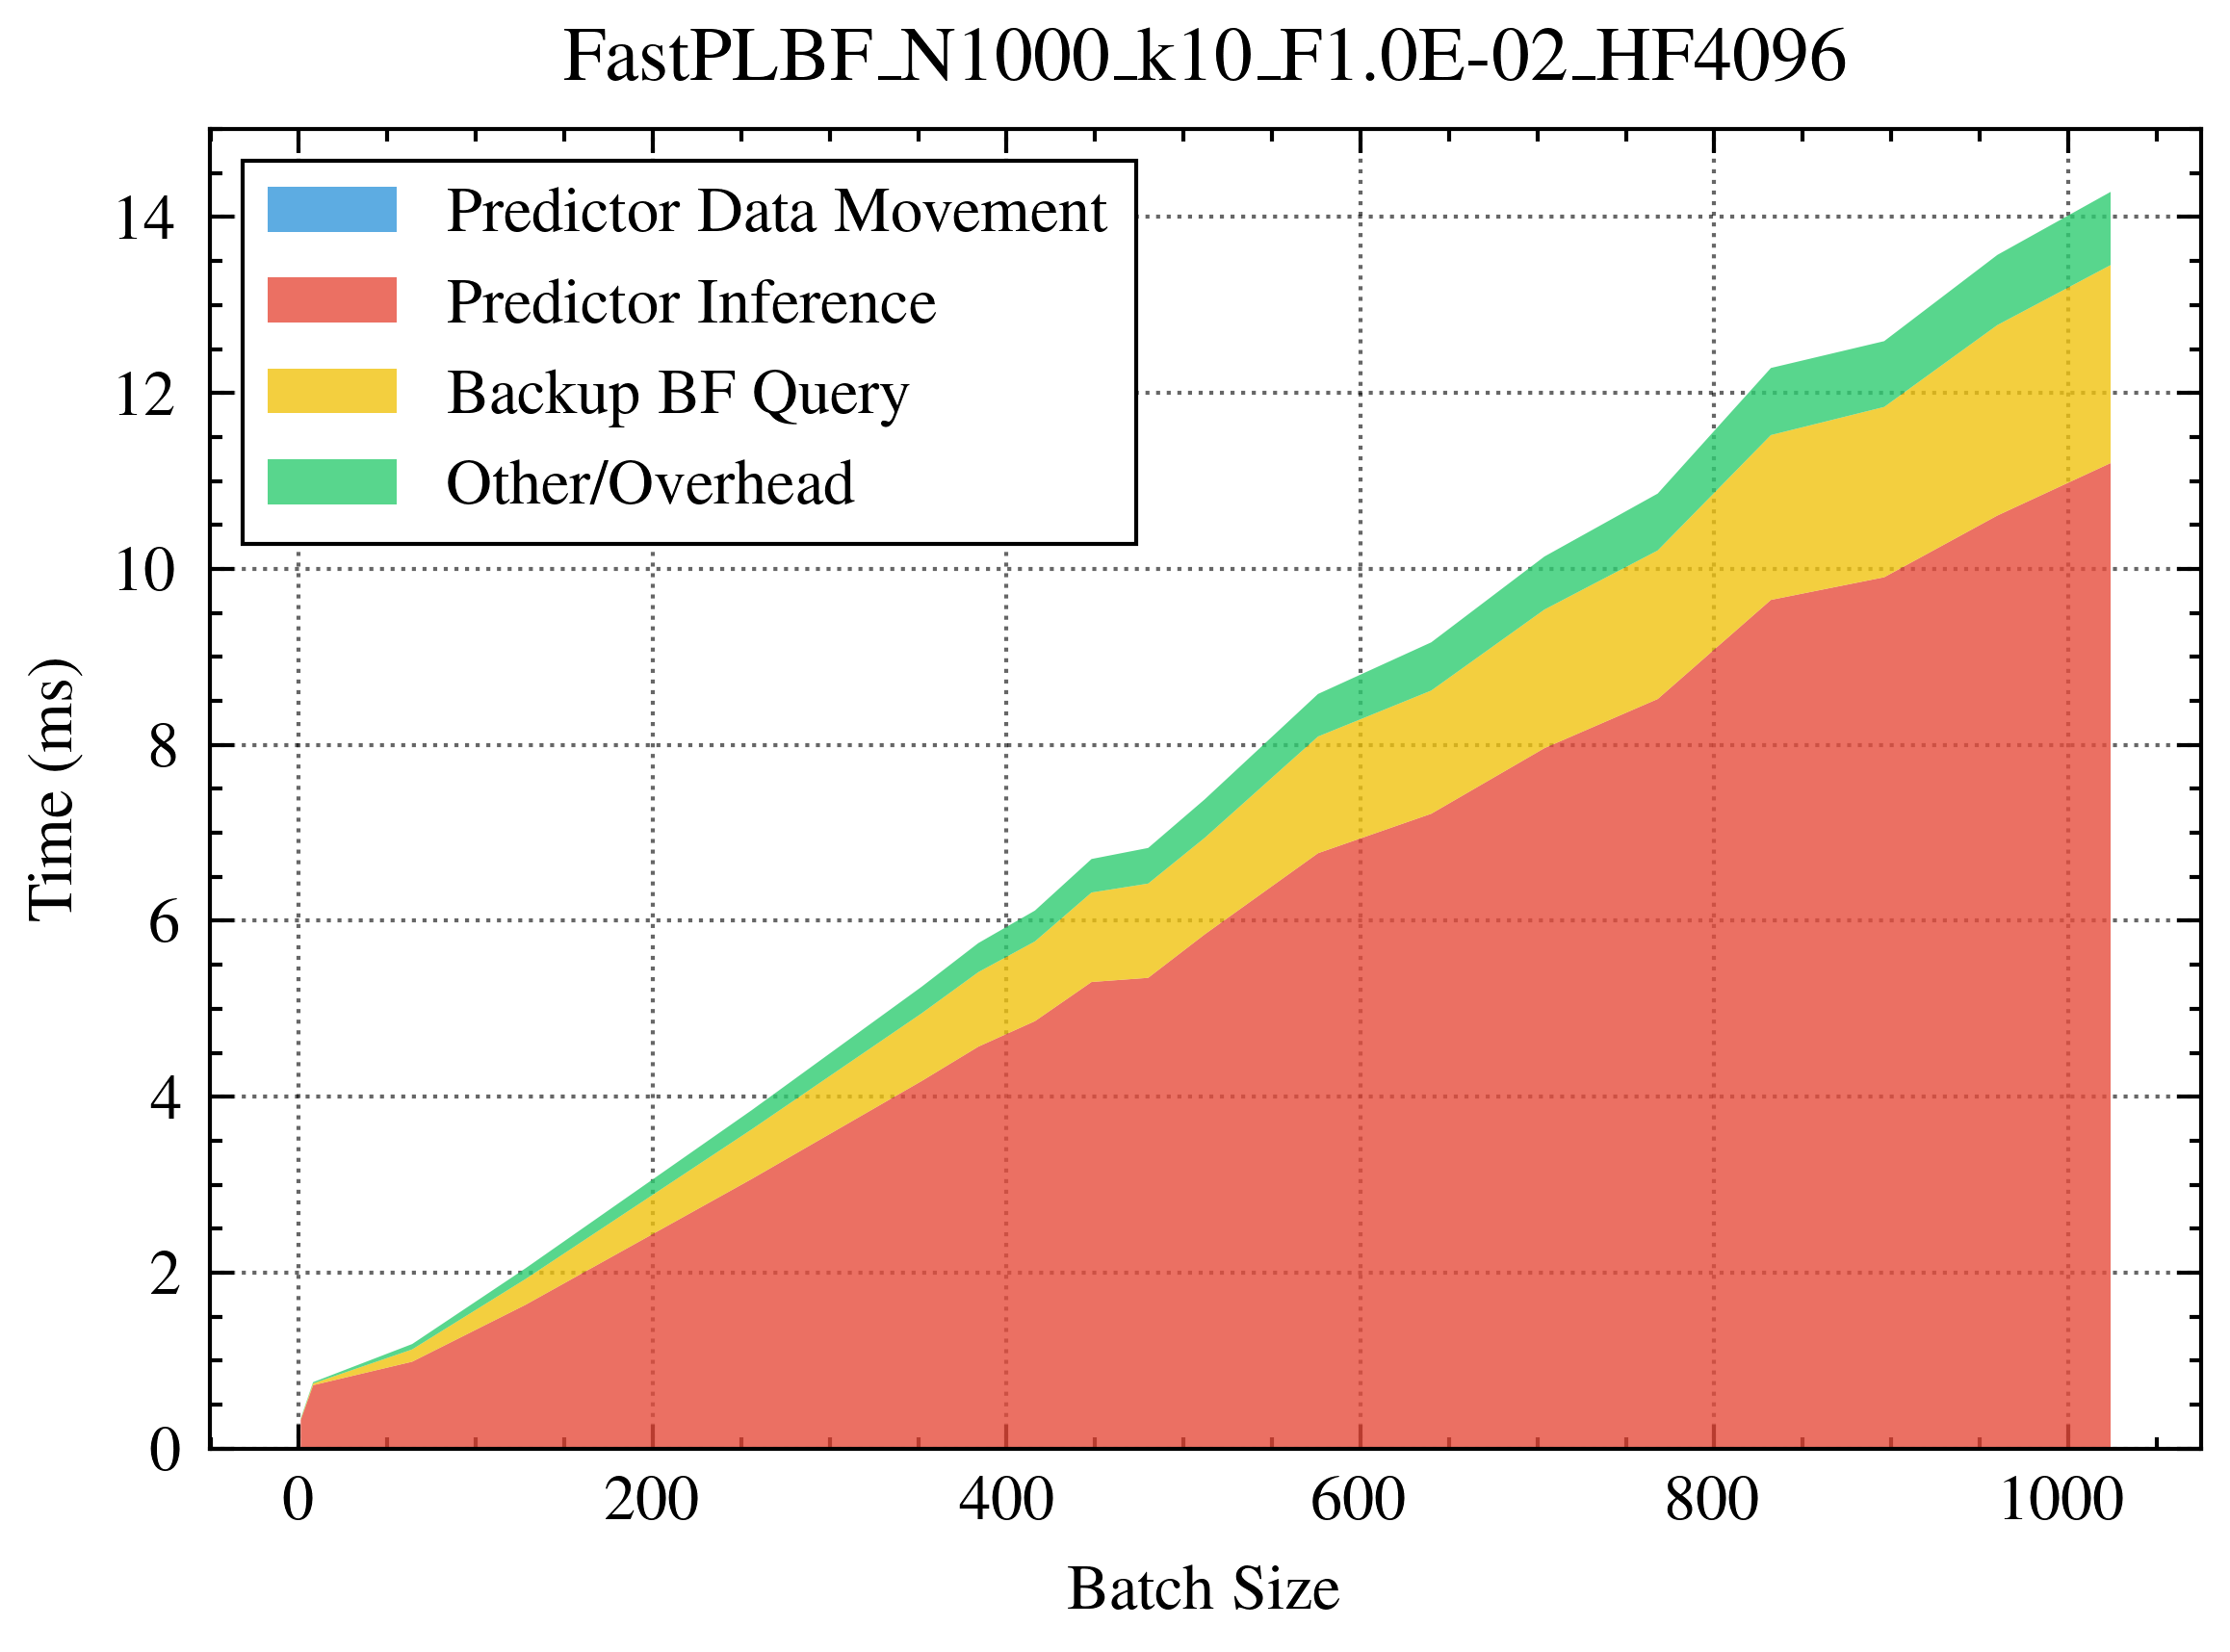 FastPLBF_N1000_k10_F1.0E-02_HF4096
Predictor Data Movement
Predictor Inference
Backup BF Query
Other/Overhead
Time (ms)
14
12
10
8
6
4
2
0
0 200 400 600 800 1000
Batch Size